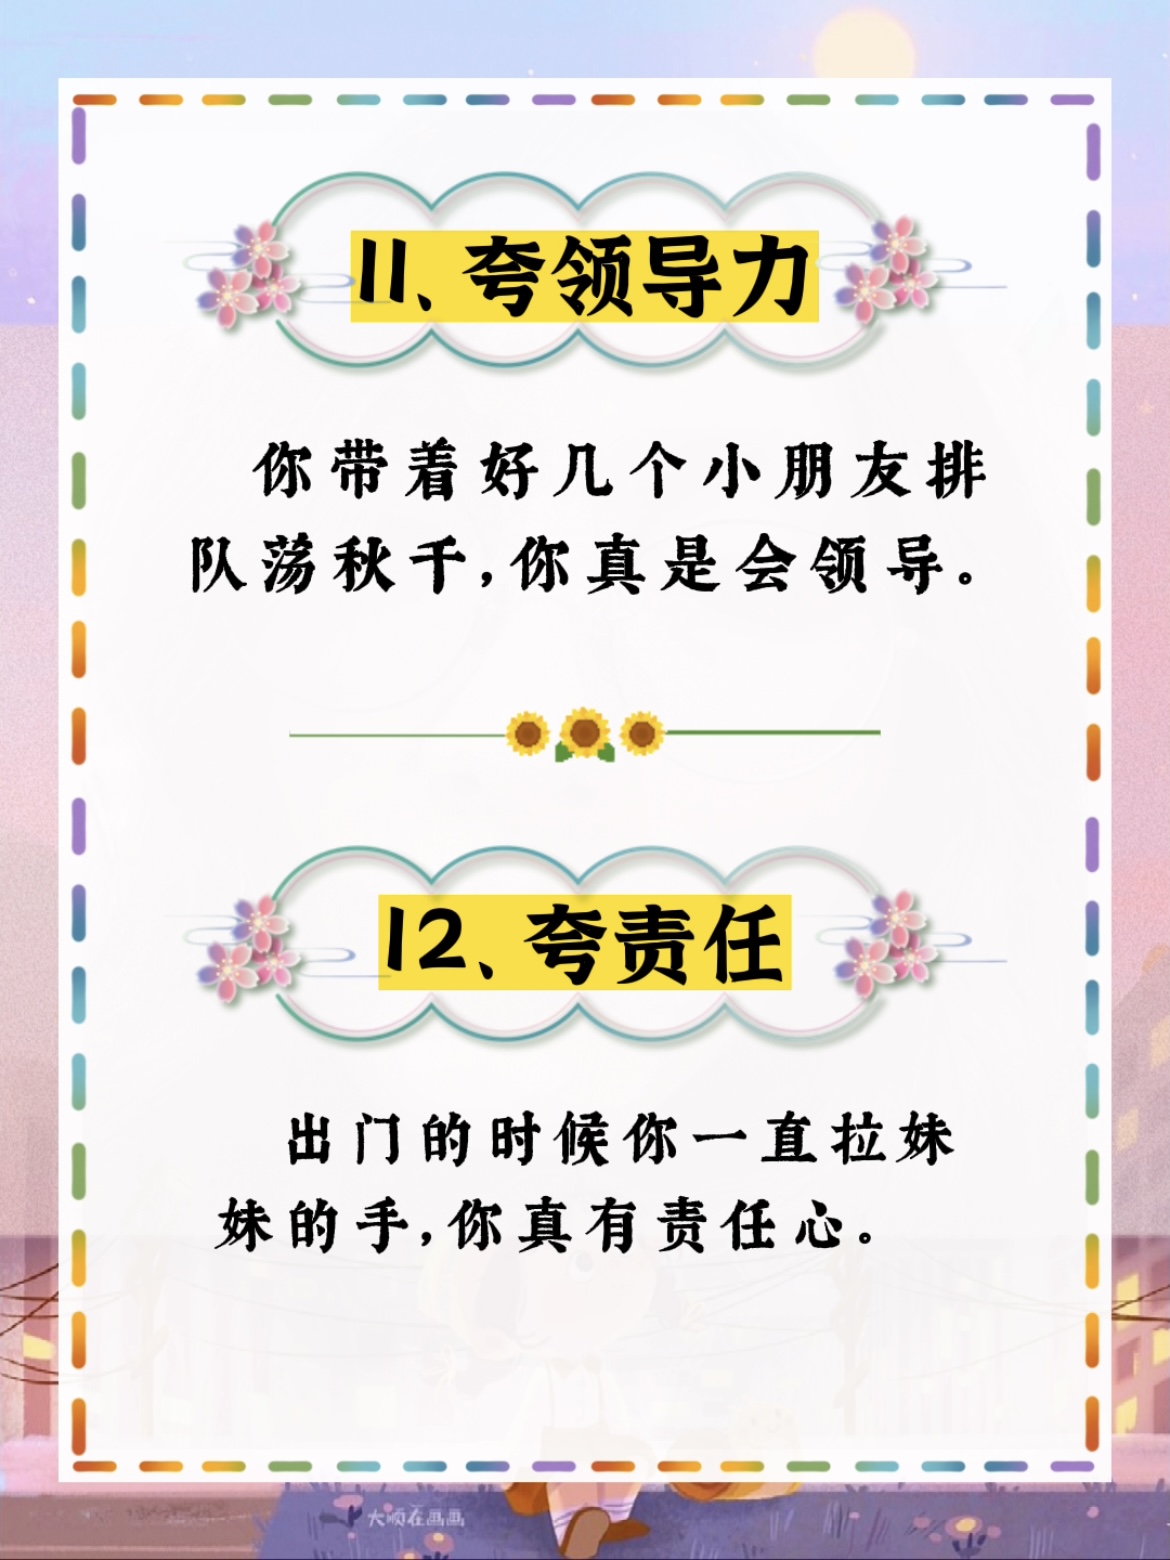 11、夸领导力
你带着好几个小朋友排
队荡秋千,你真是会领导。
12、夸责任
出门的时候你一直拉妹
妹的手,你真有责任心。
大顺在画画